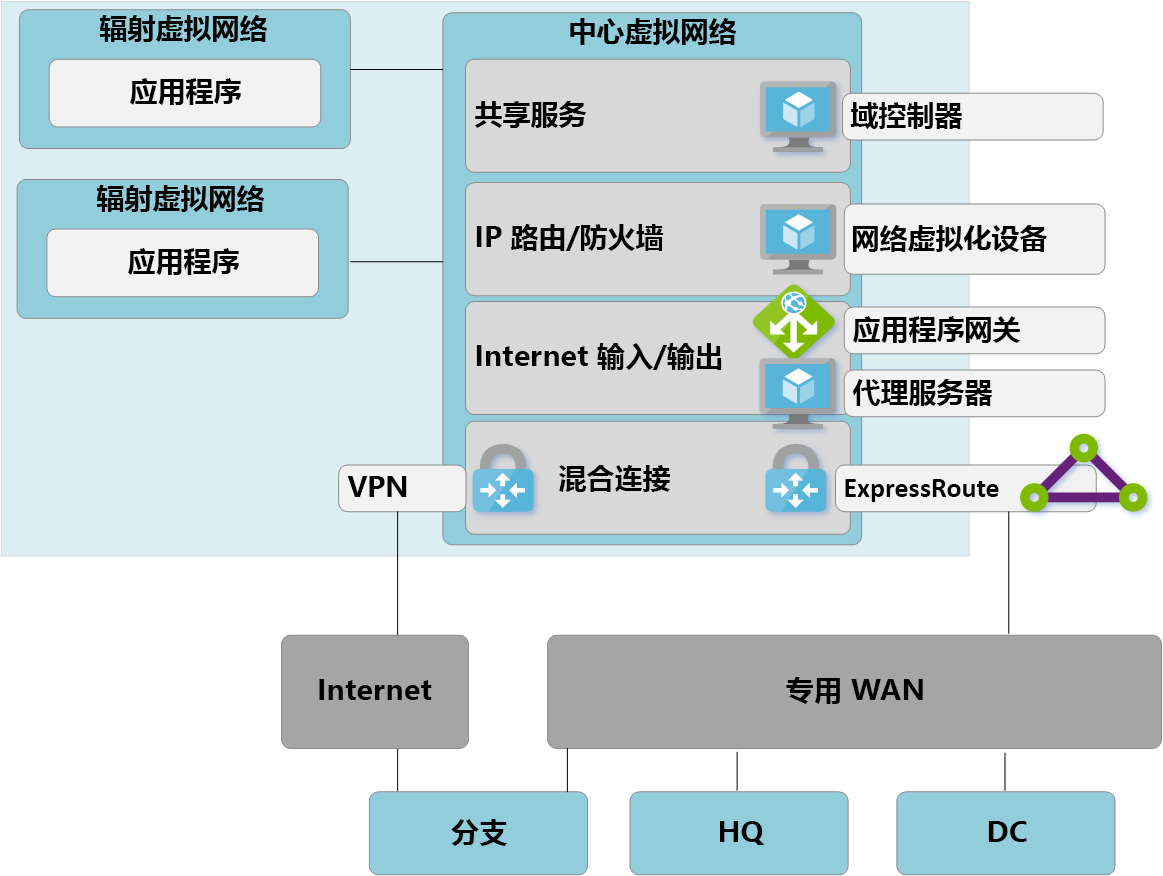 辐射虚拟网络
应用程序
辐射虚拟网络
应用程序
中心虚拟网络
共享服务
域控制器
IP 路由/防火墙
网络虚拟化设备
Internet 输入/输出
应用程序网关
代理服务器
VPN
混合连接
ExpressRoute
Internet
专用 WAN
分支
HQ
DC